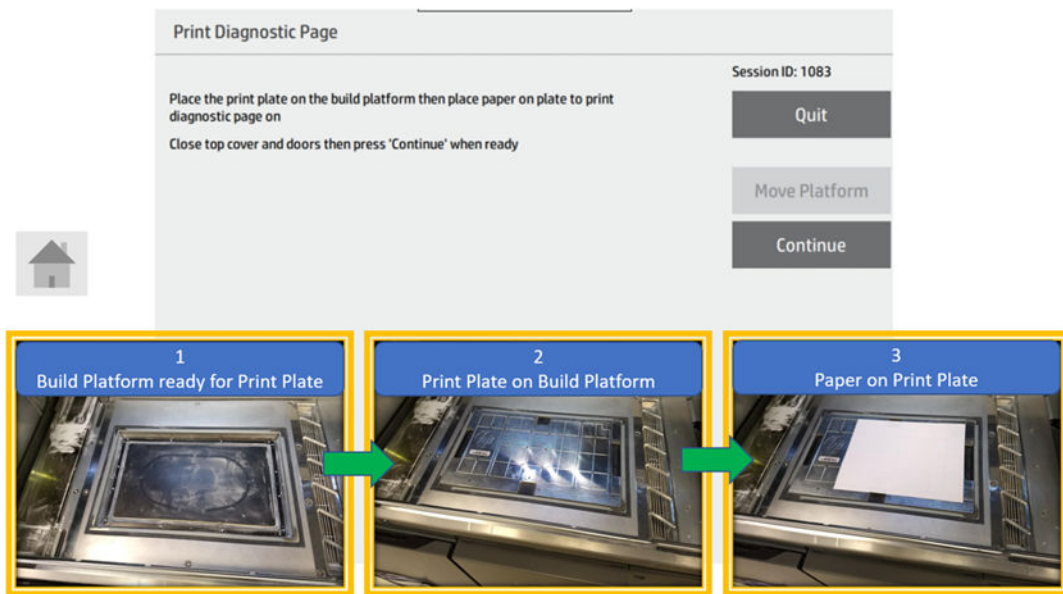 Print Diagnostic Page
Session ID: 1083
Place the print plate on the build platform then place paper on plate to print
diagnostic page on
Close top cover and doors then press 'Continue' when ready
Quit
Move Platform
Continue
1
Build Platform ready for Print Plate
2
Print Plate on Build Platform
3
Paper on Print Plate